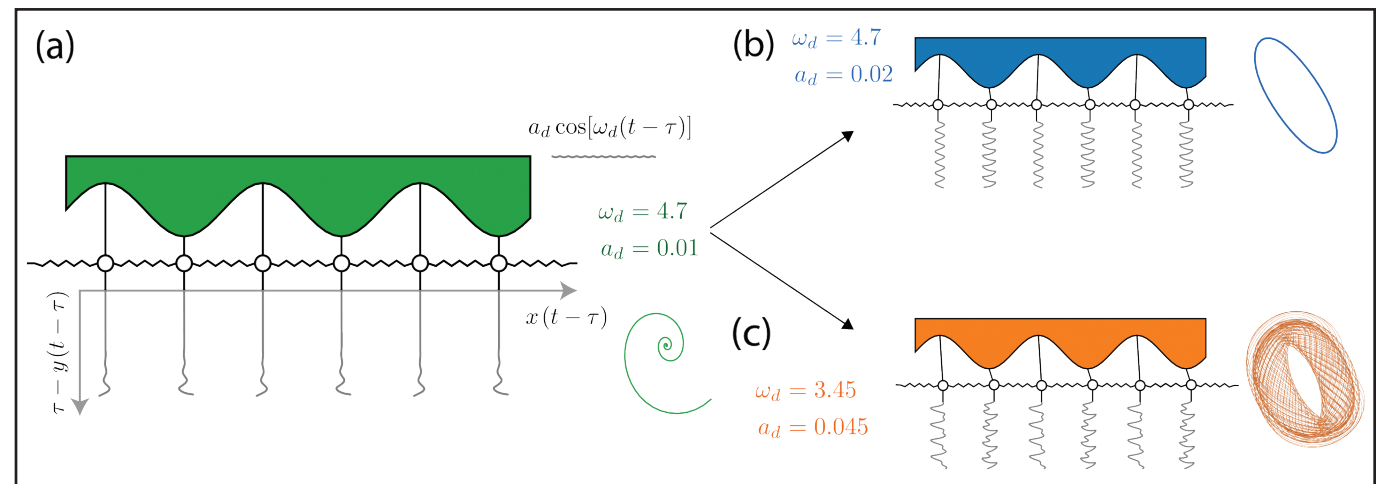 (a)
a_d cos[ω_d(t − τ)]
ω_d = 4.7
a_d = 0.01
x(t − τ)
τ − y(t − τ)
(b)
ω_d = 4.7
a_d = 0.02
(c)
ω_d = 3.45
a_d = 0.045